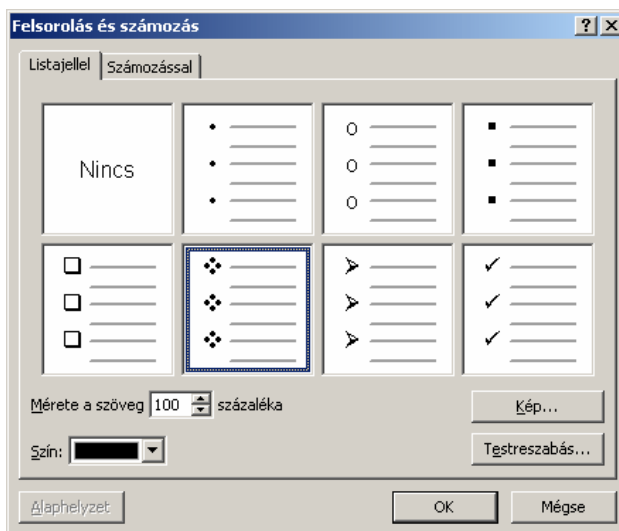 Felsorolás és számozás
Listajellel Számozással
Nincs
Mérete a szöveg 100 százaléka
Kép...
Szín:
Testreszabás...
Alaphelyzet OK Mégse